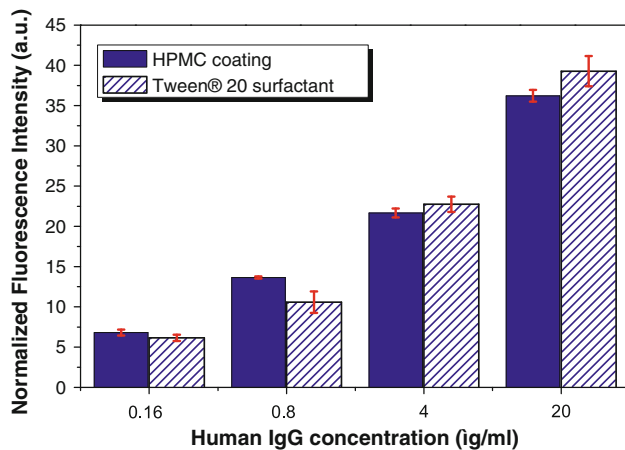 Normalized Fluorescence Intensity (a.u.)
45
40
35
30
25
20
15
10
5
0
HPMC coating
Tween® 20 surfactant
0.16 0.8 4 20
Human IgG concentration (ìg/ml)